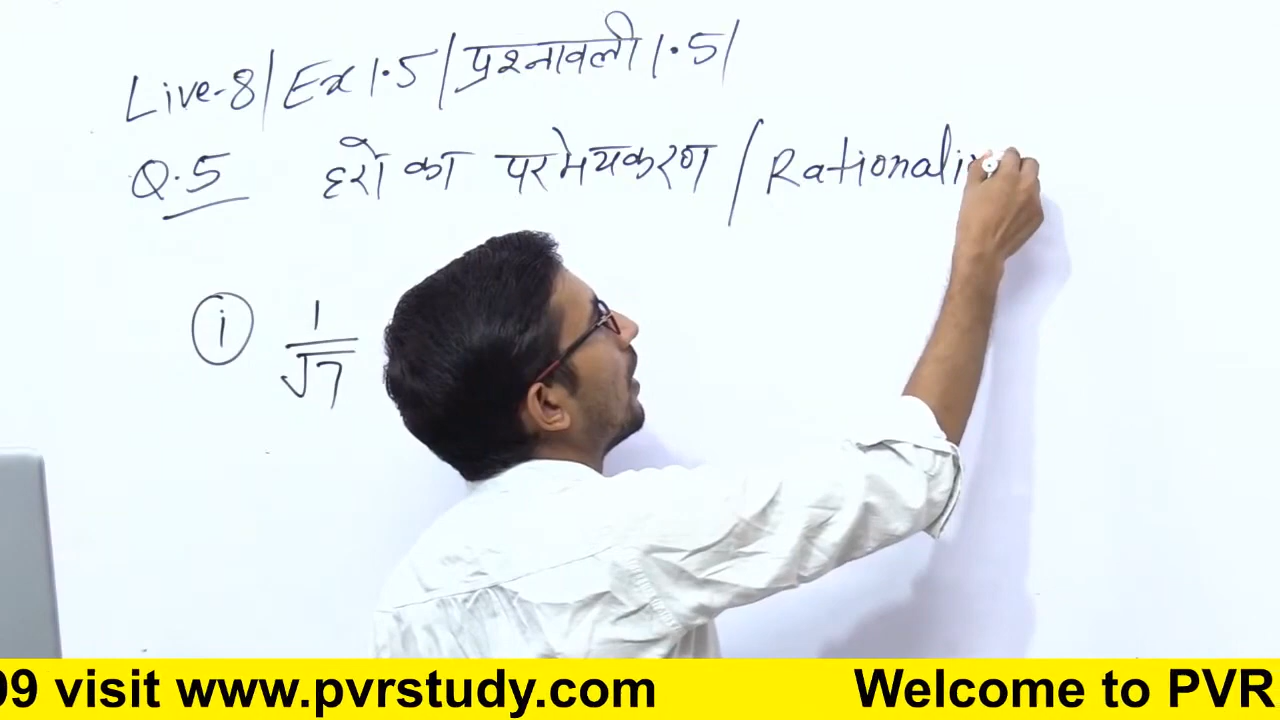 Live-8/ Ex 1.5/ प्रश्नावली 1.5/
Q.5 हरों का परमेयकरण / Rationali
i 1/√7
09 visit www.pvrstudy.com Welcome to PVR